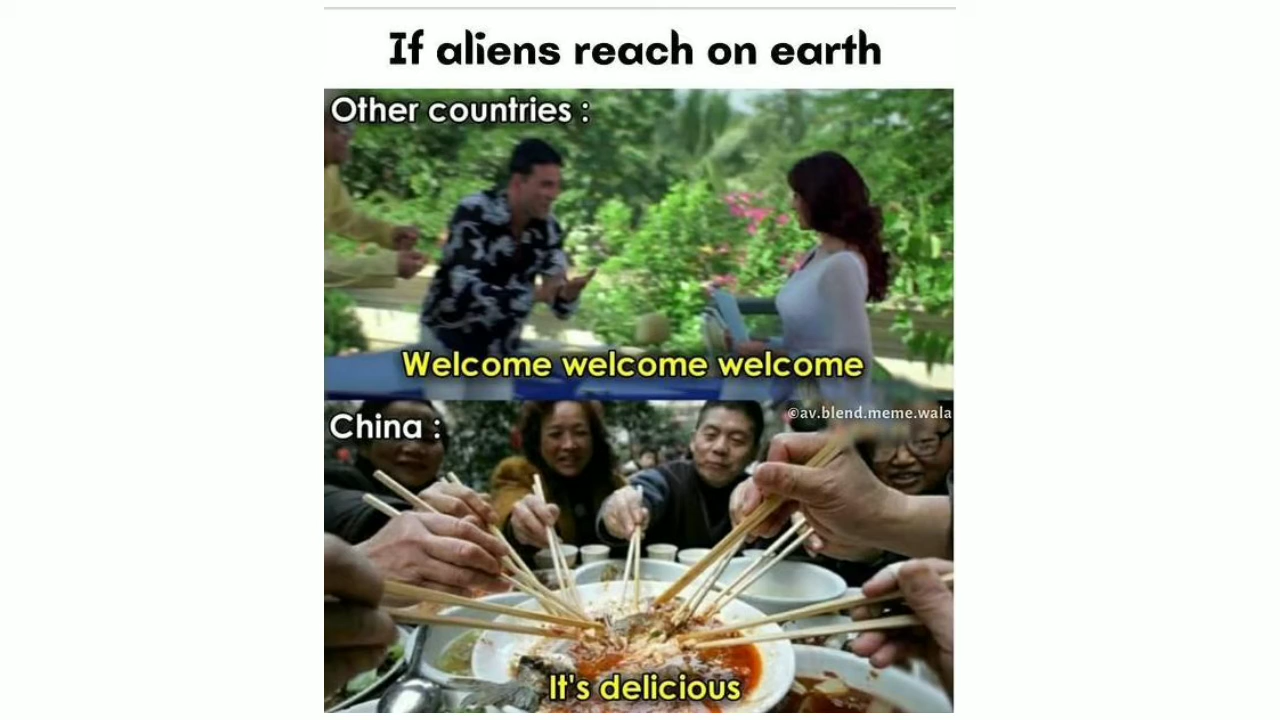 If aliens reach on earth
Other countries :
Welcome welcome welcome
©av.blend.meme.wala
China :
It's delicious